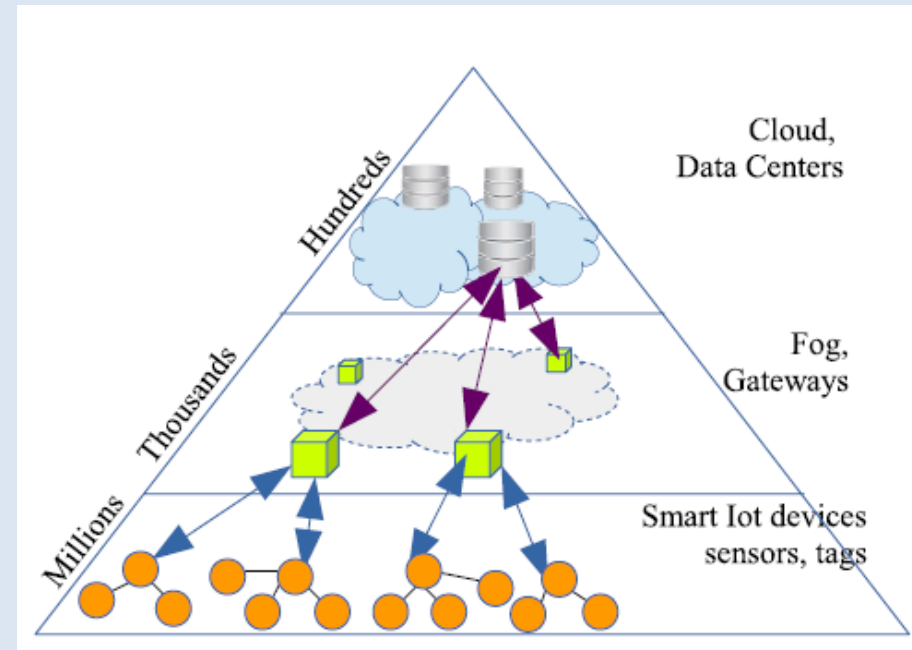 Cloud,
Data Centers
Hundreds
Fog,
Gateways
Thousands
Smart Iot devices
sensors, tags
Millions